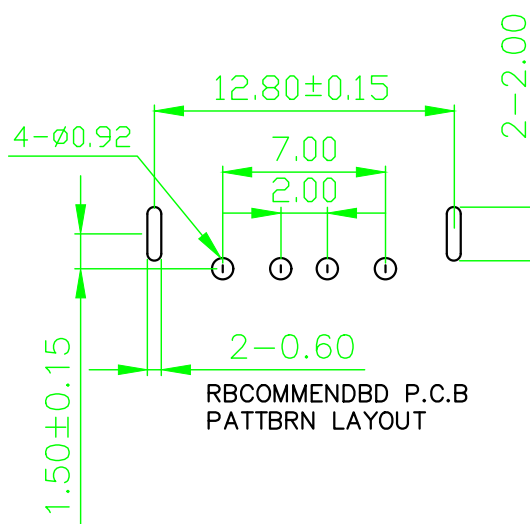 2-2.00
12.80±0.15
4-ø0.92
7.00
2.00
1.50±0.15
2-0.60
RBCOMMENDBD P.C.B
PATTBRN LAYOUT